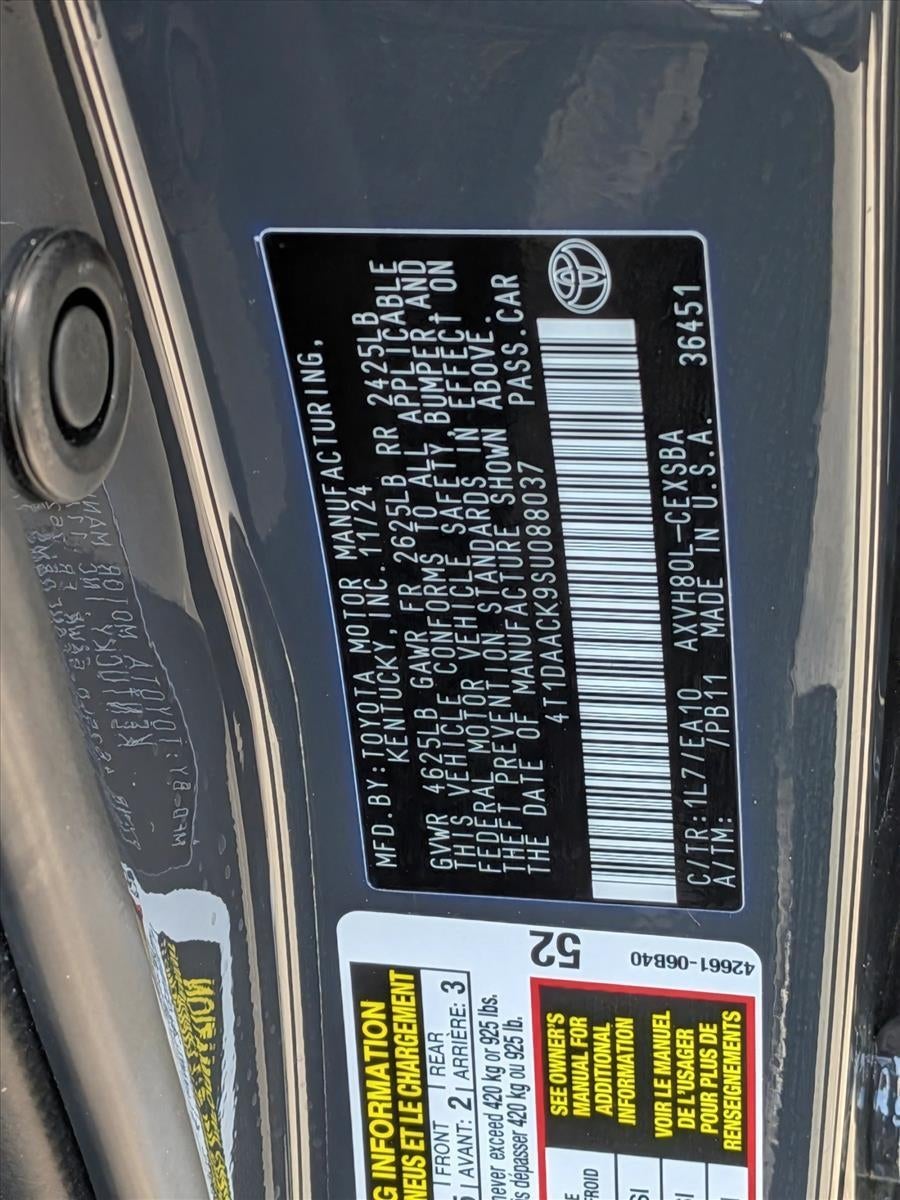 MFD.BY:TOYOTA MOTOR MANUFACTURING,
KENTUCKY, INC. 11/24
GVWR 4625LB GAWR FR 2625LB RR 2425LB
THIS VEHICLE CONFORMS TO ALL APPLICABLE
FEDERAL MOTOR VEHICLE SAFETY, BUMPER, AND
THEFT PREVENTION STANDARDS IN EFFECT ON
THE DATE OF MANUFACTURE SHOWN ABOVE.
4T1DAACK9SU088037 PASS.CAR
C/TR:1L7/EA10 AXVH80L-CEXSBA
A/TM: 7PB11 MADE IN U.S.A. 36451
INFORMATION
NEUS ET LE CHARGEMENT
FRONT REAR
AVANT: 2 ARRIÈRE: 3
never exceed 420 kg or 925 lbs.
dépasser 420 kg ou 925 lb.
52
42661-06B40
SEE OWNER'S
MANUAL FOR
ADDITIONAL
INFORMATION
VOIR LE MANUEL
DE L'USAGER
POUR PLUS DE
RENSEIGNEMENTS